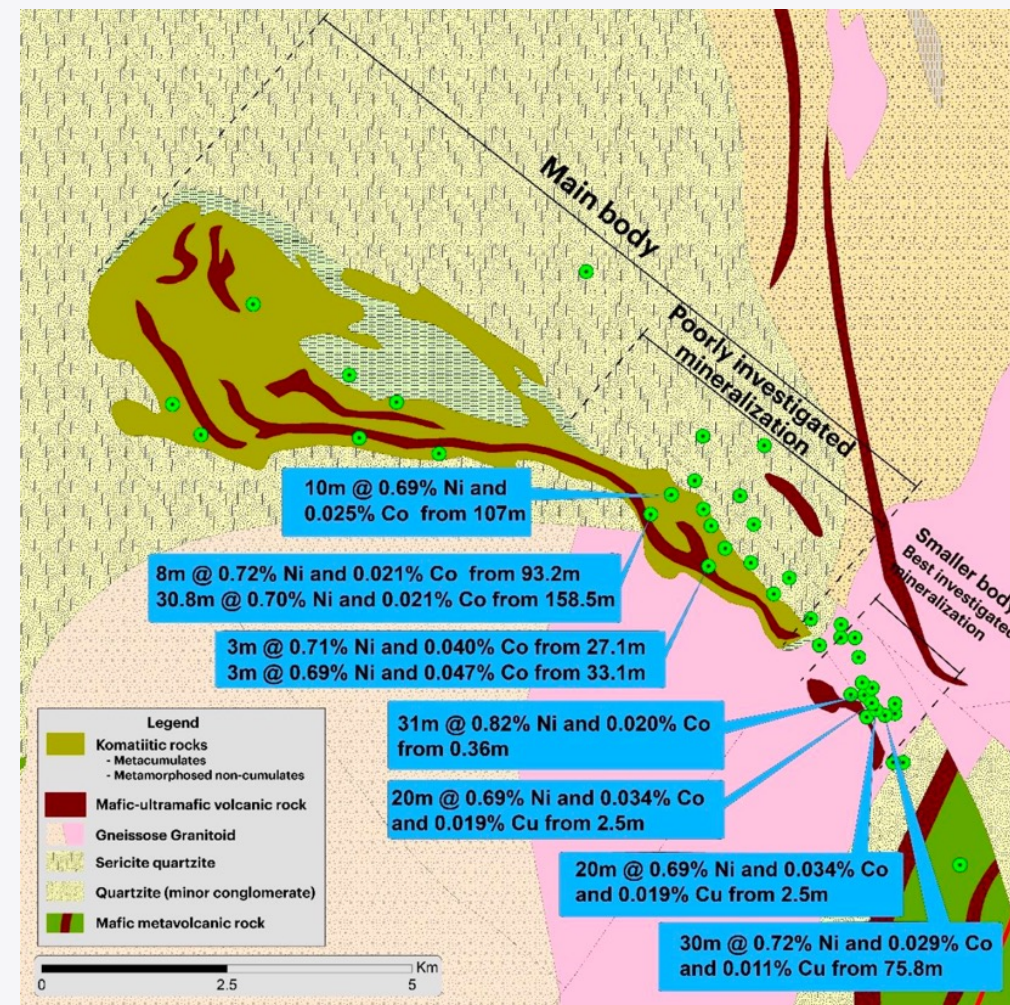 Main body
Poorly investigated
mineralization
Smaller body
Best investigated
mineralization
10m @ 0.69% Ni and
0.025% Co from 107m
8m @ 0.72% Ni and 0.021% Co from 93.2m
30.8m @ 0.70% Ni and 0.021% Co from 158.5m
3m @ 0.71% Ni and 0.040% Co from 27.1m
3m @ 0.69% Ni and 0.047% Co from 33.1m
31m @ 0.82% Ni and 0.020% Co
from 0.36m
20m @ 0.69% Ni and 0.034% Co
and 0.019% Cu from 2.5m
20m @ 0.69% Ni and 0.034% Co
and 0.019% Cu from 2.5m
30m @ 0.72% Ni and 0.029% Co
and 0.011% Cu from 75.8m
Legend
Komatiitic rocks
- Metacumulates
- Metamorphosed non-cumulates
Mafic-ultramafic volcanic rock
Gneissose Granitoid
Sericite quartzite
Quartzite (minor conglomerate)
Mafic metavolcanic rock
Km
0 2.5 5